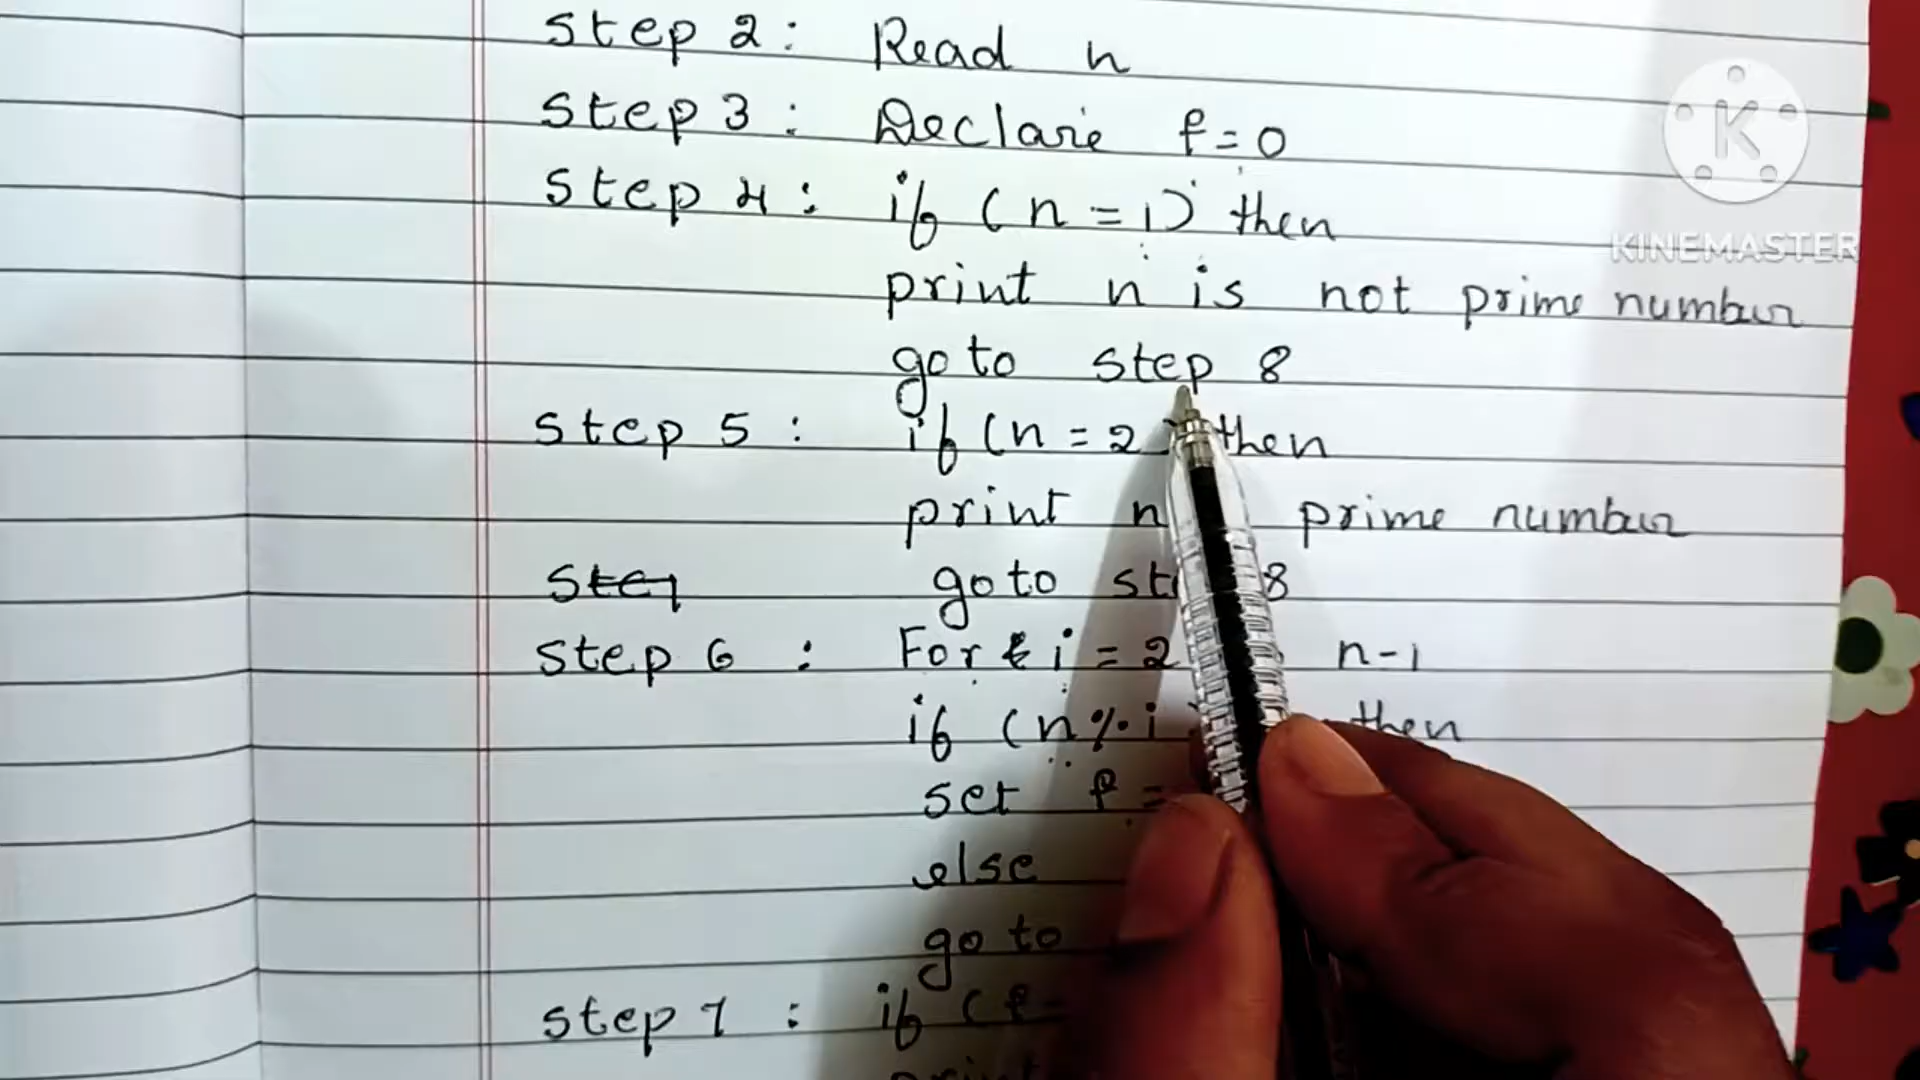 step 2: Read n
step 3: Declare f=0
step 4: if (n=1) then
print n is not prime number
go to step 8
step 5: if (n=2) then
print n prime number
go to 8
step 6: For i=2 n-1
if (n%i then
set f=
else
go to
step 7: if (f=
K
KINEMASTER